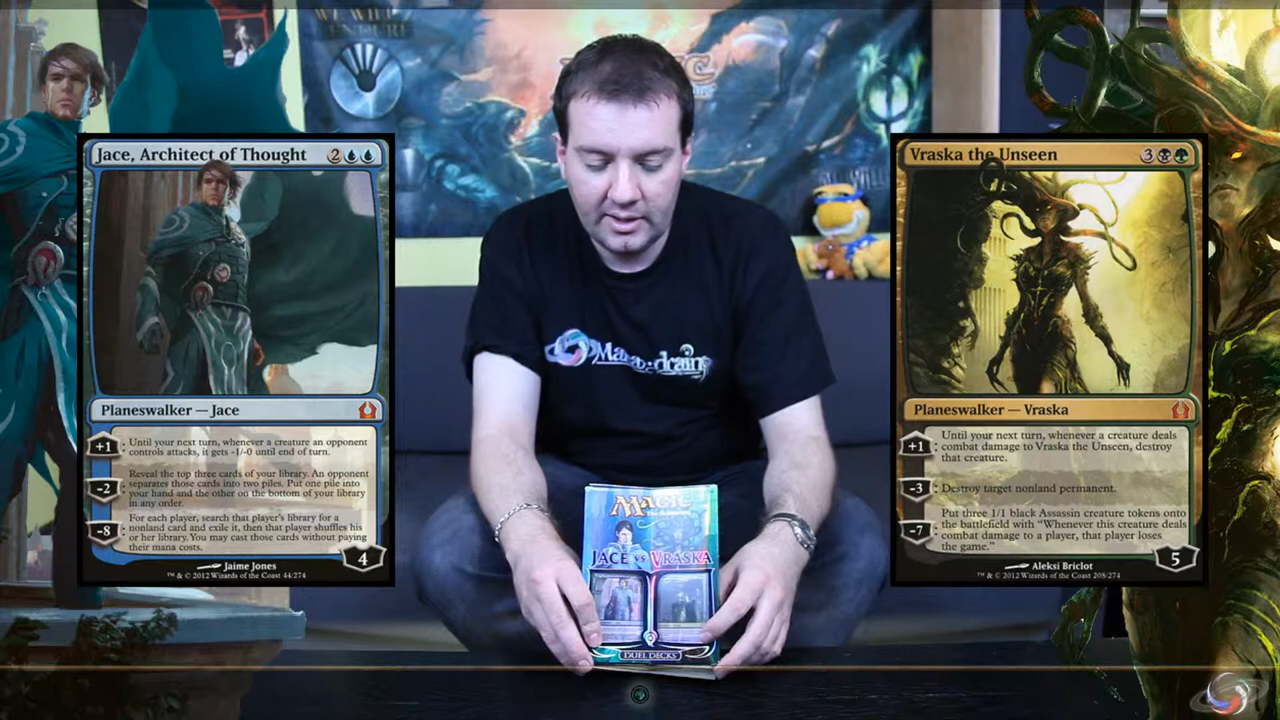 WE WILL
ENDURE
MAGIC
ALL WILL
Jace, Architect of Thought 2
Planeswalker — Jace
+1 : Until your next turn, whenever a creature an opponent
controls attacks, it gets -1/-0 until end of turn.
-2 : Reveal the top three cards of your library. An opponent
separates those cards into two piles. Put one pile into
your hand and the other on the bottom of your library
in any order.
-8 : For each player, search that player's library for a
nonland card and exile it, then that player shuffles his
or her library. You may cast those cards without paying
their mana costs.
4
Jaime Jones
™ & © 2012 Wizards of the Coast 44/274
Vraska the Unseen 3
Planeswalker — Vraska
+1 : Until your next turn, whenever a creature deals
combat damage to Vraska the Unseen, destroy
that creature.
-3 : Destroy target nonland permanent.
-7 : Put three 1/1 black Assassin creature tokens onto
the battlefield with "Whenever this creature deals
combat damage to a player, that player loses
the game."
5
Aleksi Briclot
™ & © 2012 Wizards of the Coast 208/274
MAGIC
JACE VS VRASKA
DUEL DECKS